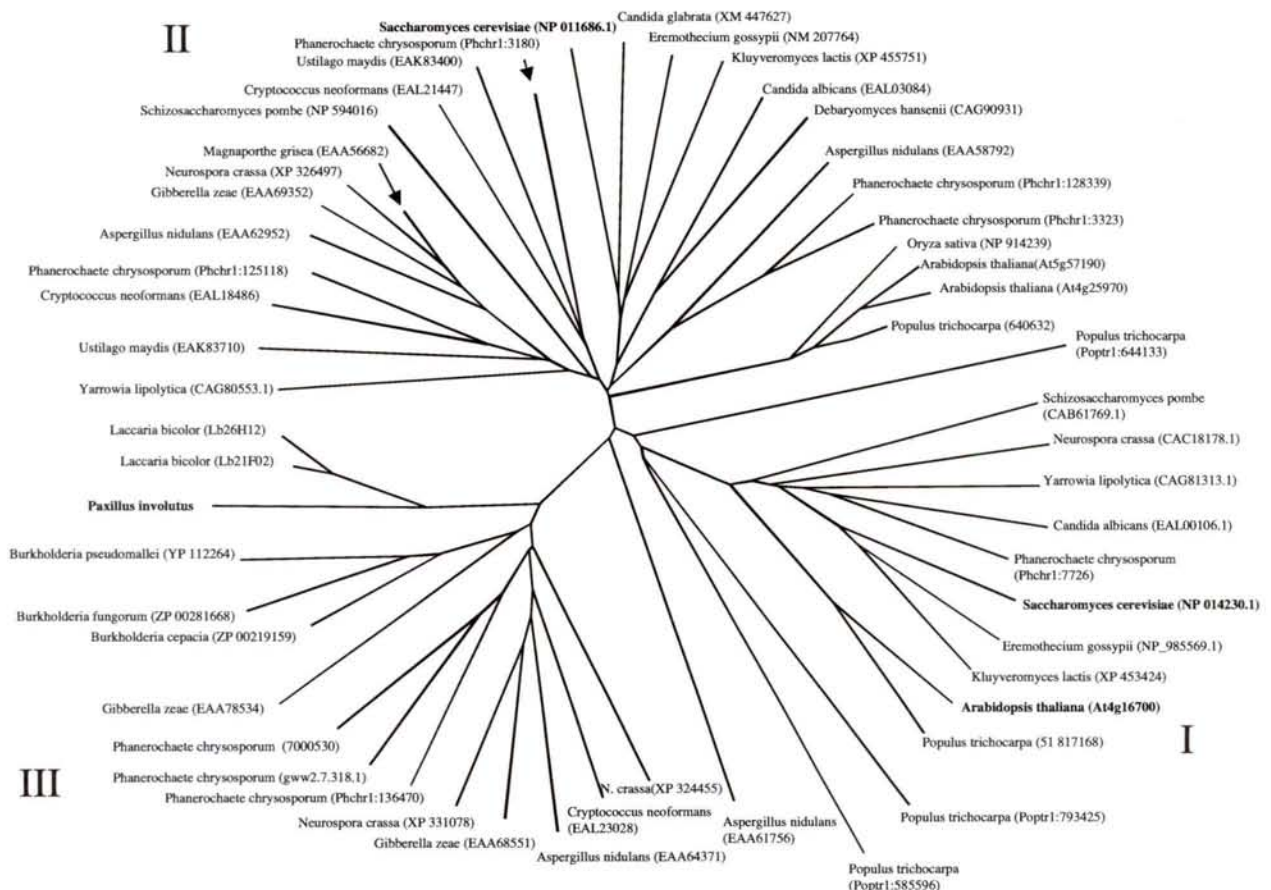 II
Saccharomyces cerevisiae (NP 011686.1)
Phanerochaete chrysosporum (Phchr1:3180)
Ustilago maydis (EAK83400)
Cryptococcus neoformans (EAL21447)
Schizosaccharomyces pombe (NP 594016)
Magnaporthe grisea (EAA56682)
Neurospora crassa (XP 326497)
Gibberella zeae (EAA69352)
Aspergillus nidulans (EAA62952)
Phanerochaete chrysosporum (Phchr1:125118)
Cryptococcus neoformans (EAL18486)
Ustilago maydis (EAK83710)
Yarrowia lipolytica (CAG80553.1)
Laccaria bicolor (Lb26H12)
Laccaria bicolor (Lb21F02)
Paxillus involutus
Burkholderia pseudomallei (YP 112264)
Burkholderia fungorum (ZP 00281668)
Burkholderia cepacia (ZP 00219159)
Gibberella zeae (EAA78534)
Phanerochaete chrysosporum (7000530)
III
Phanerochaete chrysosporum (gww2.7.318.1)
Phanerochaete chrysosporum (Phchr1:136470)
Neurospora crassa (XP 331078)
Gibberella zeae (EAA68551)
Aspergillus nidulans (EAA64371)
Cryptococcus neoformans
(EAL23028)
N. crassa(XP 324455)
Aspergillus nidulans
(EAA61756)
Populus trichocarpa
(Poptr1:585596)
Populus trichocarpa (Poptr1:793425)
Populus trichocarpa (51 817168)
I
Arabidopsis thaliana (At4g16700)
Kluyveromyces lactis (XP 453424)
Eremothecium gossypii (NP_985569.1)
Saccharomyces cerevisiae (NP 014230.1)
Phanerochaete chrysosporum
(Phchr1:7726)
Candida albicans (EAL00106.1)
Yarrowia lipolytica (CAG81313.1)
Neurospora crassa (CAC18178.1)
Schizosaccharomyces pombe
(CAB61769.1)
Populus trichocarpa
(Poptr1:644133)
Populus trichocarpa (640632)
Arabidopsis thaliana (At4g25970)
Arabidopsis thaliana(At5g57190)
Oryza sativa (NP 914239)
Phanerochaete chrysosporum (Phchr1:3323)
Phanerochaete chrysosporum (Phchr1:128339)
Aspergillus nidulans (EAA58792)
Debaryomyces hansenii (CAG90931)
Candida albicans (EAL03084)
Kluyveromyces lactis (XP 455751)
Eremothecium gossypii (NM 207764)
Candida glabrata (XM 447627)